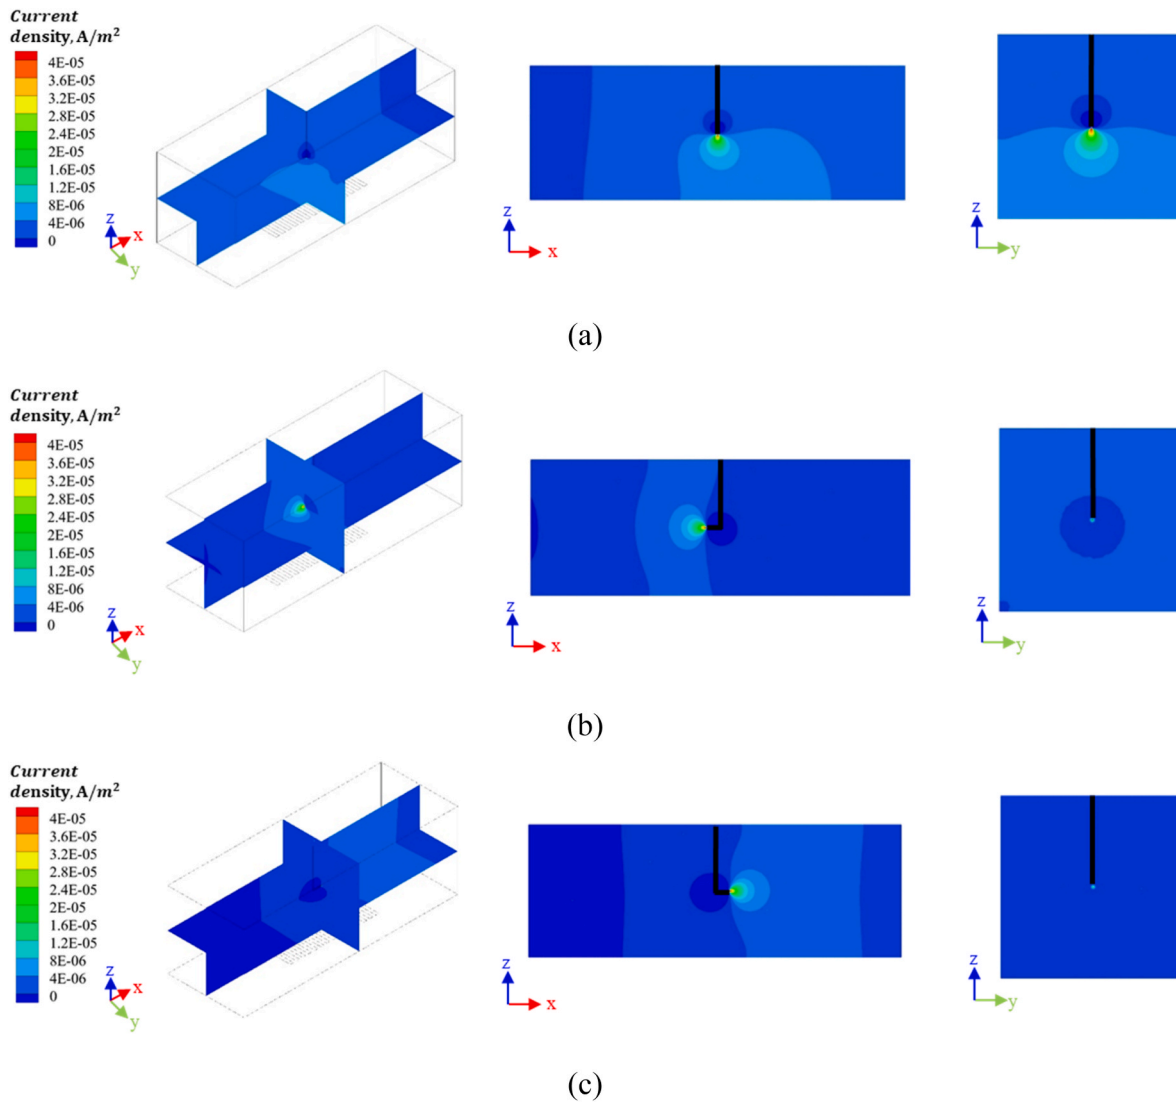 Current
density, A/m²
4E-05
3.6E-05
3.2E-05
2.8E-05
2.4E-05
2E-05
1.6E-05
1.2E-05
8E-06
4E-06
0
z
x
y
z
x
z
y
(a)
Current
density, A/m²
4E-05
3.6E-05
3.2E-05
2.8E-05
2.4E-05
2E-05
1.6E-05
1.2E-05
8E-06
4E-06
0
z
x
y
z
x
z
y
(b)
Current
density, A/m²
4E-05
3.6E-05
3.2E-05
2.8E-05
2.4E-05
2E-05
1.6E-05
1.2E-05
8E-06
4E-06
0
z
x
y
z
x
z
y
(c)